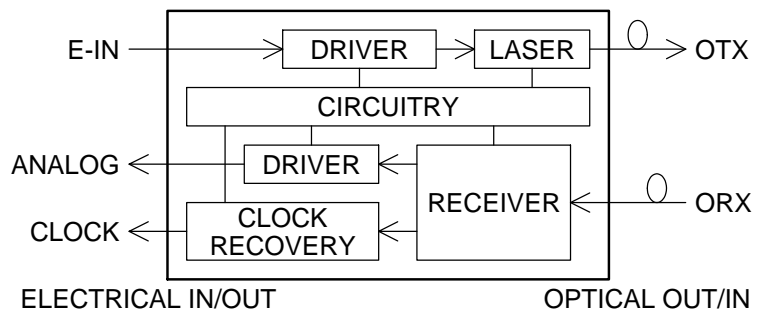 E-IN
DRIVER
LASER
OTX
CIRCUITRY
ANALOG
DRIVER
RECEIVER
ORX
CLOCK
CLOCK
RECOVERY
ELECTRICAL IN/OUT
OPTICAL OUT/IN